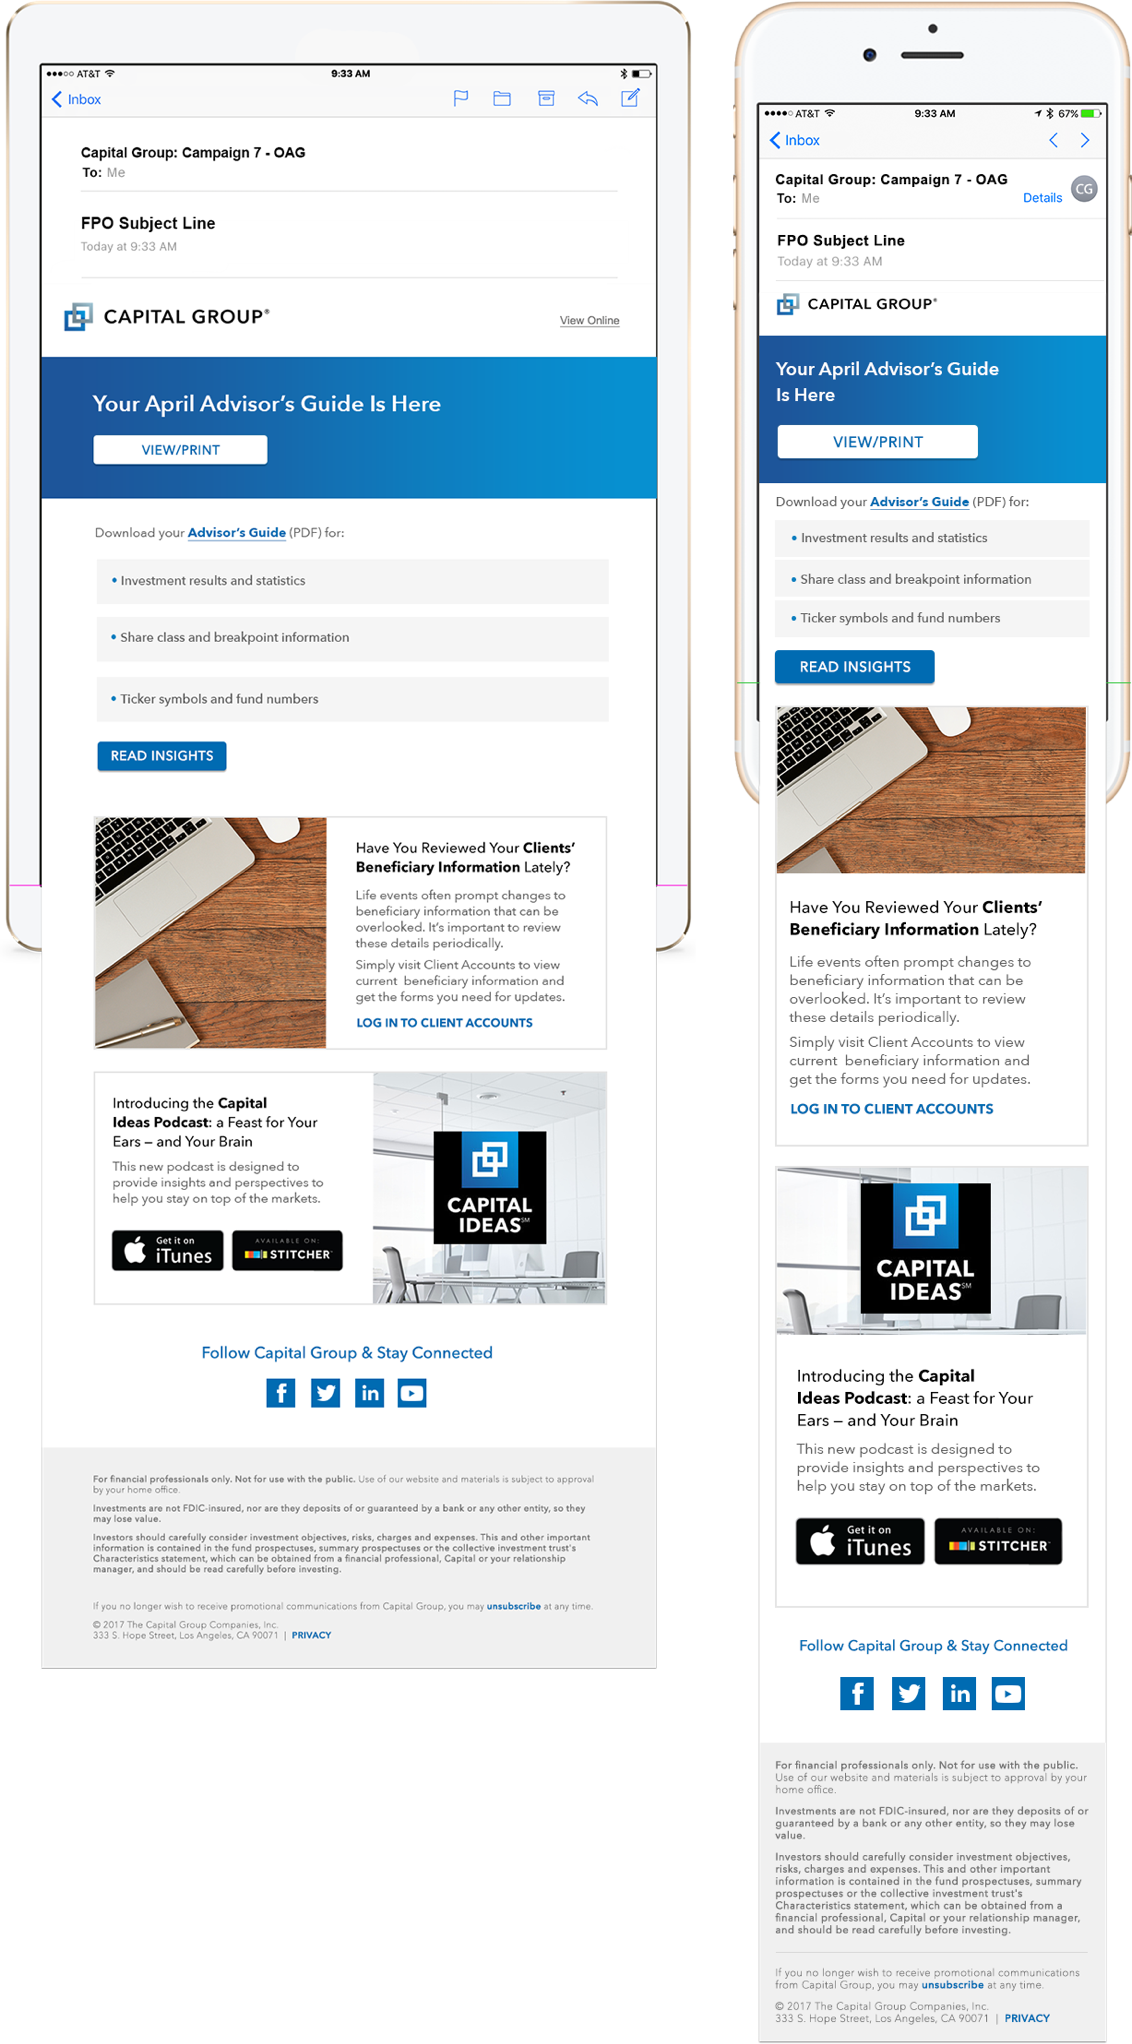 ●●●○○ AT&T
9:33 AM
Inbox
Capital Group: Campaign 7 - OAG
To: Me
FPO Subject Line
Today at 9:33 AM
CAPITAL GROUP®
View Online
Your April Advisor's Guide Is Here
VIEW/PRINT
Download your Advisor's Guide (PDF) for:
• Investment results and statistics
• Share class and breakpoint information
• Ticker symbols and fund numbers
READ INSIGHTS
Have You Reviewed Your Clients'
Beneficiary Information Lately?
Life events often prompt changes to
beneficiary information that can be
overlooked. It's important to review
these details periodically.
Simply visit Client Accounts to view
current  beneficiary information and
get the forms you need for updates.
LOG IN TO CLIENT ACCOUNTS
Introducing the Capital
Ideas Podcast: a Feast for Your
Ears – and Your Brain
This new podcast is designed to
provide insights and perspectives to
help you stay on top of the markets.
Get it on
iTunes
AVAILABLE ON:
STITCHER
CAPITAL
IDEAS℠
Follow Capital Group & Stay Connected
For financial professionals only. Not for use with the public. Use of our website and materials is subject to approval
by your home office.
Investments are not FDIC-insured, nor are they deposits of or guaranteed by a bank or any other entity, so they
may lose value.
Investors should carefully consider investment objectives, risks, charges and expenses. This and other important
information is contained in the fund prospectuses, summary prospectuses or the collective investment trust's
Characteristics statement, which can be obtained from a financial professional, Capital or your relationship
manager, and should be read carefully before investing.
If you no longer wish to receive promotional communications from Capital Group, you may unsubscribe at any time.
© 2017 The Capital Group Companies, Inc.
333 S. Hope Street, Los Angeles, CA 90071 | PRIVACY
●●●●○ AT&T
9:33 AM
67%
Inbox
Capital Group: Campaign 7 - OAG
To: Me
Details
CG
FPO Subject Line
Today at 9:33 AM
CAPITAL GROUP®
Your April Advisor's Guide
Is Here
VIEW/PRINT
Download your Advisor's Guide (PDF) for:
• Investment results and statistics
• Share class and breakpoint information
• Ticker symbols and fund numbers
READ INSIGHTS
Have You Reviewed Your Clients'
Beneficiary Information Lately?
Life events often prompt changes to
beneficiary information that can be
overlooked. It's important to review
these details periodically.
Simply visit Client Accounts to view
current  beneficiary information and
get the forms you need for updates.
LOG IN TO CLIENT ACCOUNTS
CAPITAL
IDEAS℠
Introducing the Capital
Ideas Podcast: a Feast for Your
Ears – and Your Brain
This new podcast is designed to
provide insights and perspectives to
help you stay on top of the markets.
Get it on
iTunes
AVAILABLE ON:
STITCHER
Follow Capital Group & Stay Connected
For financial professionals only. Not for use with the public.
Use of our website and materials is subject to approval by your
home office.
Investments are not FDIC-insured, nor are they deposits of or
guaranteed by a bank or any other entity, so they may lose
value.
Investors should carefully consider investment objectives,
risks, charges and expenses. This and other important
information is contained in the fund prospectuses, summary
prospectuses or the collective investment trust's
Characteristics statement, which can be obtained from a
financial professional, Capital or your relationship manager,
and should be read carefully before investing.
If you no longer wish to receive promotional communications
from Capital Group, you may unsubscribe at any time.
© 2017 The Capital Group Companies, Inc.
333 S. Hope Street, Los Angeles, CA 90071 | PRIVACY